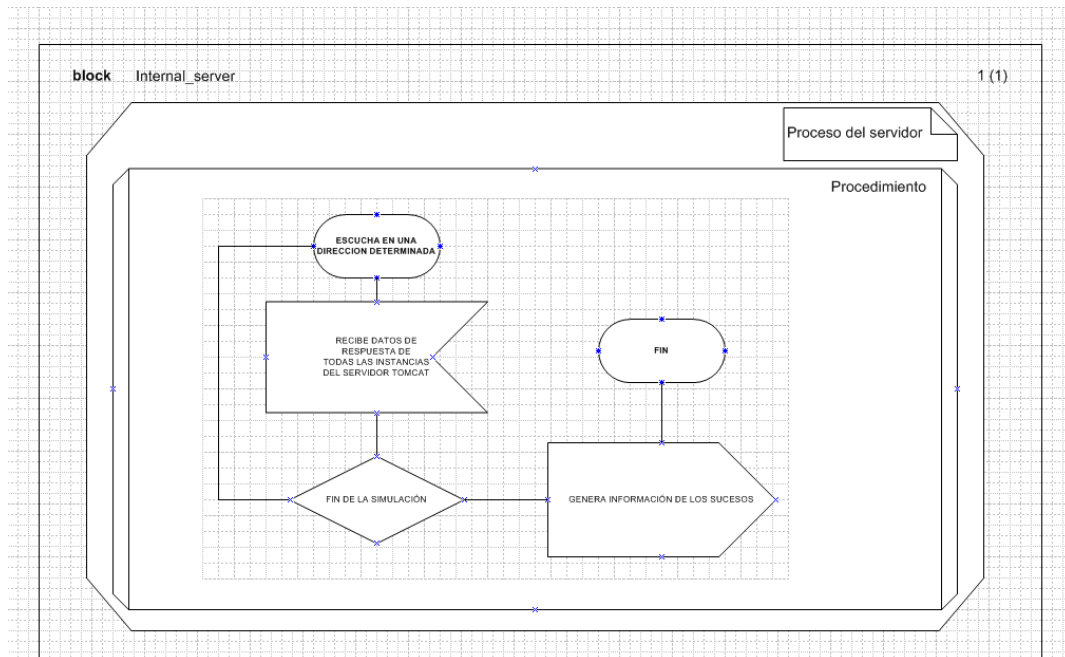 block Internal_server 1 (1)
Proceso del servidor
Procedimiento
ESCUCHA EN UNA
DIRECCION DETERMINADA
RECIBE DATOS DE
RESPUESTA DE
TODAS LAS INSTANCIAS
DEL SERVIDOR TOMCAT
FIN
FIN DE LA SIMULACIÓN
GENERA INFORMACIÓN DE LOS SUCESOS